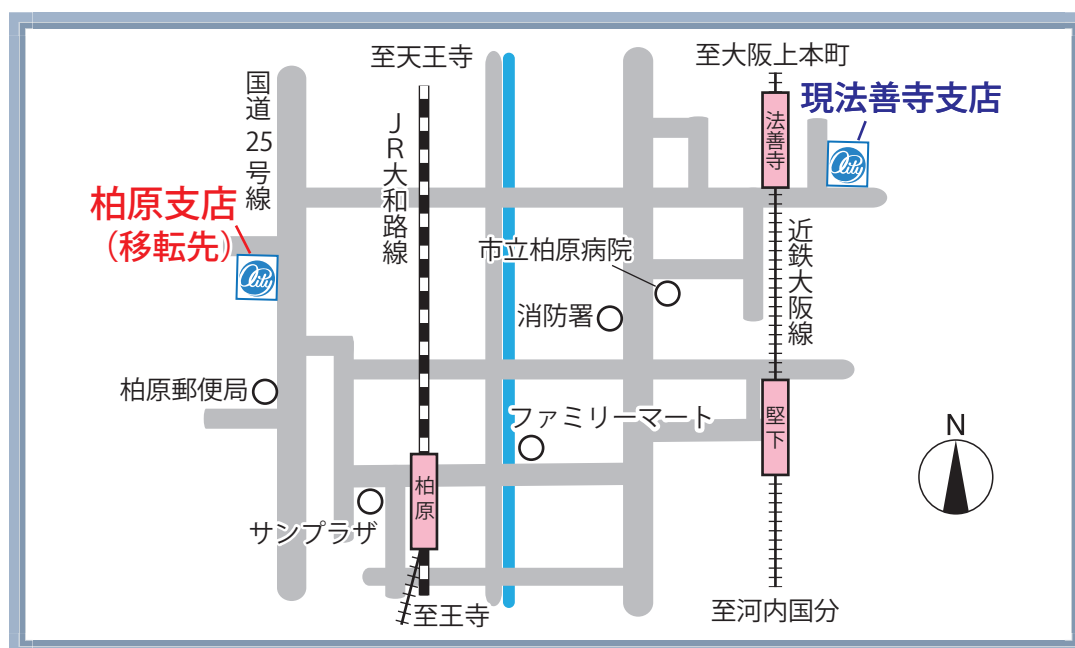 至天王寺
至大阪上本町
現法善寺支店
国道25号線
JR大和路線
法善寺
柏原支店
(移転先)
近鉄大阪線
市立柏原病院
消防署
柏原郵便局
ファミリーマート
堅下
N
柏原
サンプラザ
至王寺
至河内国分